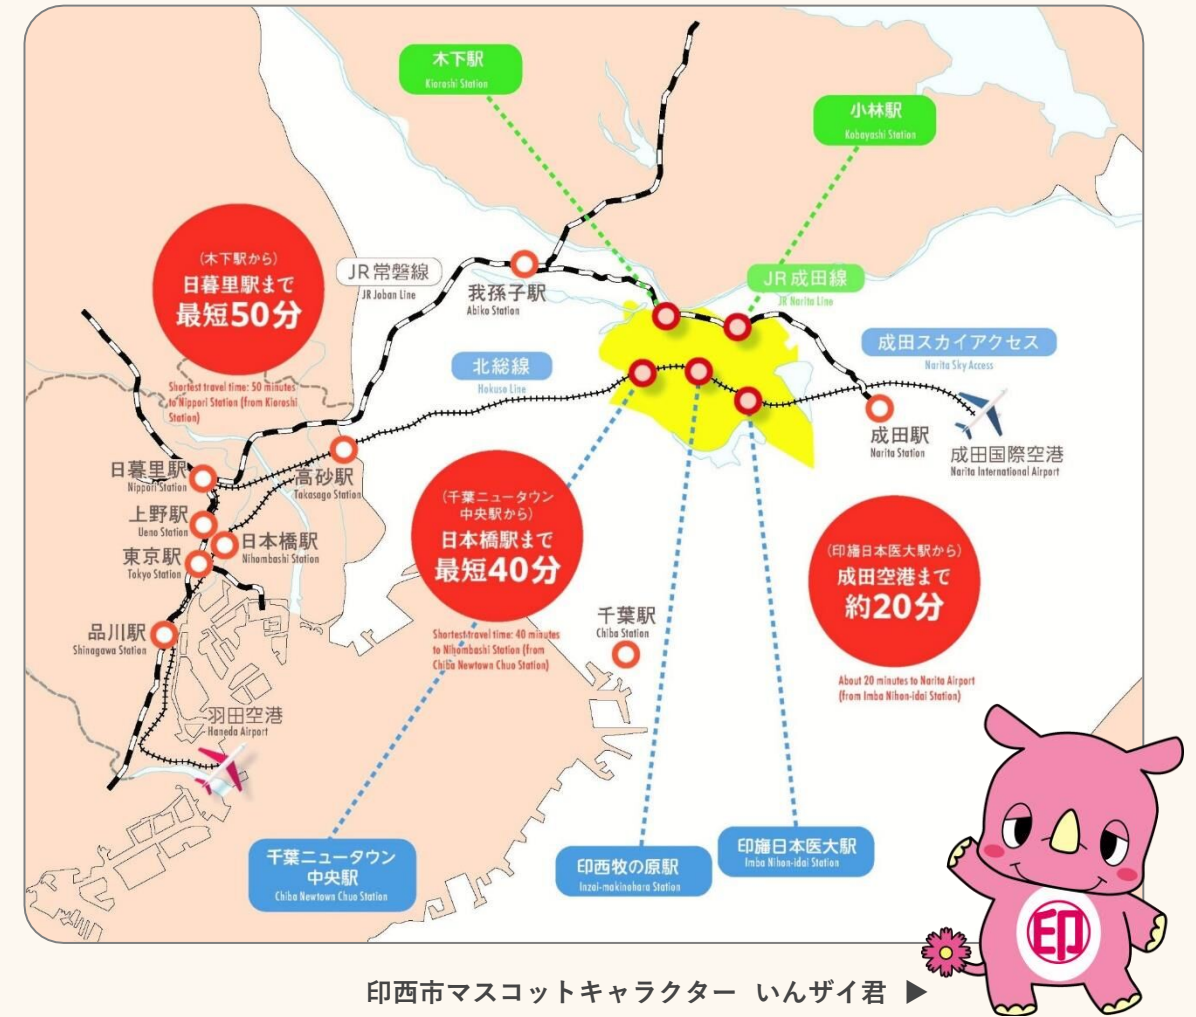 木下駅
Kioroshi Station
小林駅
Kobayashi Station
(木下駅から)
日暮里駅まで
最短50分
Shortest travel time: 50 minutes
to Nippori Station (from Kioroshi
Station)
JR常磐線
JR Joban Line
我孫子駅
Abiko Station
JR成田線
JR Narita Line
成田スカイアクセス
Narita Sky Access
北総線
Hokuso Line
成田駅
Narita Station
成田国際空港
Narita International Airport
日暮里駅
Nippori Station
高砂駅
Takasago Station
上野駅
Ueno Station
日本橋駅
Nihombashi Station
東京駅
Tokyo Station
品川駅
Shinagawa Station
羽田空港
Haneda Airport
(千葉ニュータウン
中央駅から)
日本橋駅まで
最短40分
Shortest travel time: 40 minutes
to Nihombashi Station (from
Chiba Newtown Chuo Station)
千葉駅
Chiba Station
(印旛日本医大駅から)
成田空港まで
約20分
About 20 minutes to Narita Airport
(from Imba Nihon-idai Station)
千葉ニュータウン
中央駅
Chiba Newtown Chuo Station
印西牧の原駅
Inzai-makinohara Station
印旛日本医大駅
Imba Nihon-idai Station
印
印西市マスコットキャラクター いんザイ君 ▶